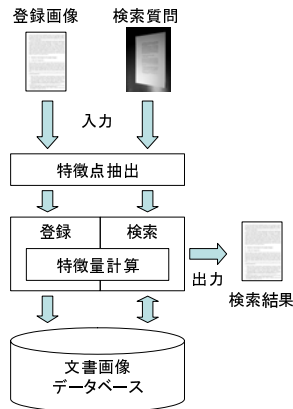 登録画像
検索質問
入力
特徴点抽出
登録
検索
特徴量計算
出力
検索結果
文書画像
データベース